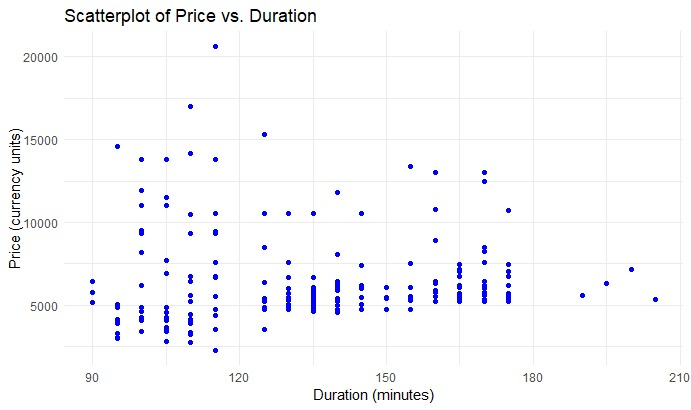 Scatterplot of Price vs. Duration
20000
15000
10000
5000
Price (currency units)
90 120 150 180 210
Duration (minutes)